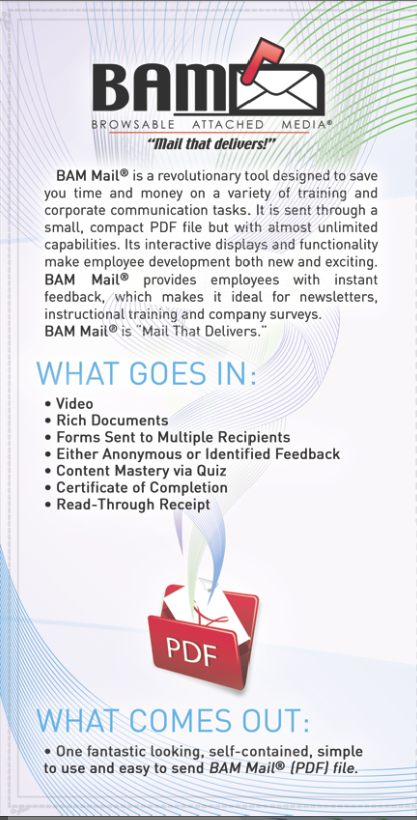 BAM
BROWSABLE ATTACHED MEDIA®
"Mail that delivers!"
BAM Mail® is a revolutionary tool designed to save
you time and money on a variety of training and
corporate communication tasks. It is sent through a
small, compact PDF file but with almost unlimited
capabilities. Its interactive displays and functionality
make employee development both new and exciting.
BAM Mail® provides employees with instant
feedback, which makes it ideal for newsletters,
instructional training and company surveys.
BAM Mail® is "Mail That Delivers."
WHAT GOES IN:
• Video
• Rich Documents
• Forms Sent to Multiple Recipients
• Either Anonymous or Identified Feedback
• Content Mastery via Quiz
• Certificate of Completion
• Read-Through Receipt
PDF
WHAT COMES OUT:
• One fantastic looking, self-contained, simple
to use and easy to send BAM Mail® (PDF) file.